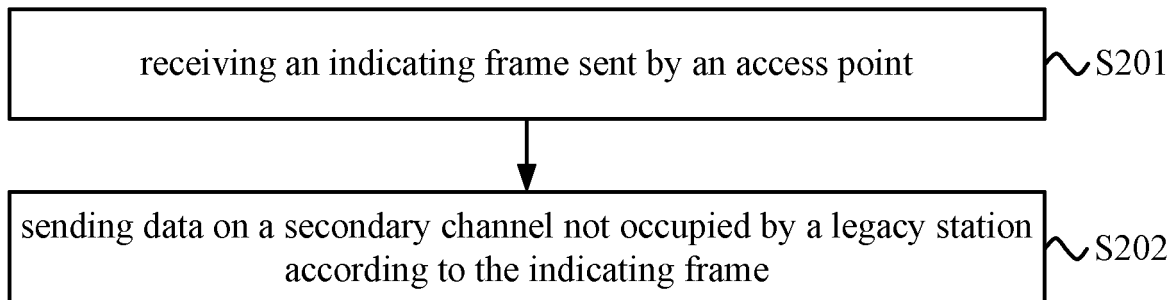 receiving an indicating frame sent by an access point
S201
sending data on a secondary channel not occupied by a legacy station
according to the indicating frame
S202